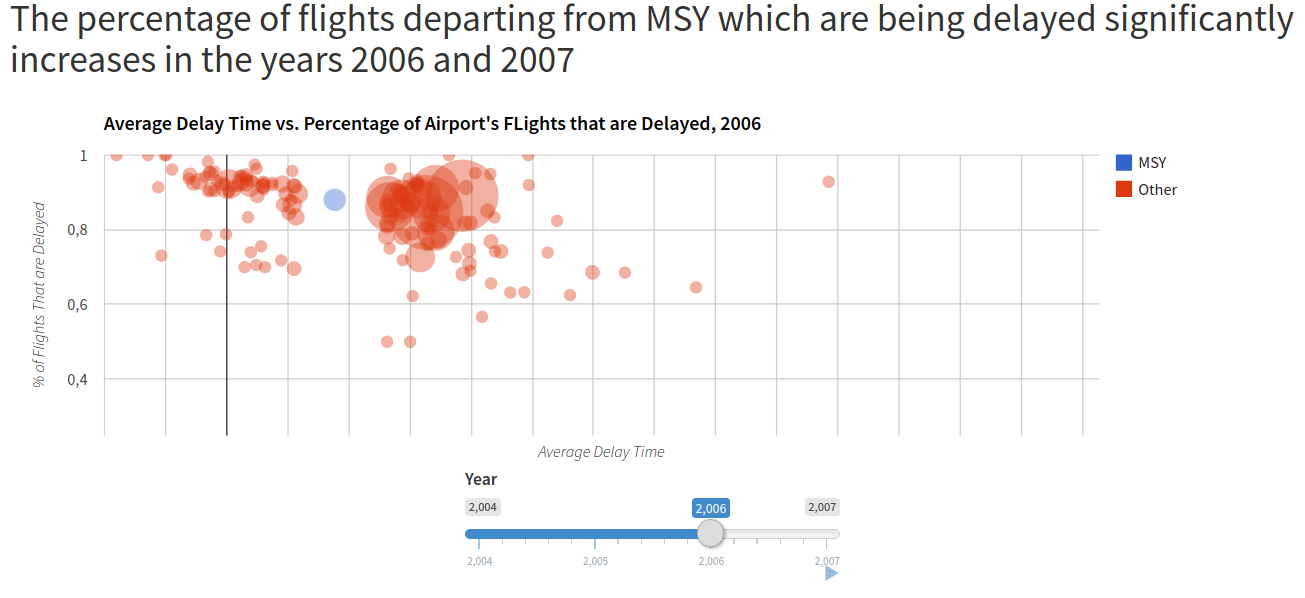 The percentage of flights departing from MSY which are being delayed significantly
increases in the years 2006 and 2007
Average Delay Time vs. Percentage of Airport's FLights that are Delayed, 2006
1
0,8
0,6
0,4
% of Flights That are Delayed
Average Delay Time
MSY
Other
Year
2,004
2,006
2,007
2,004
2,005
2,006
2,007